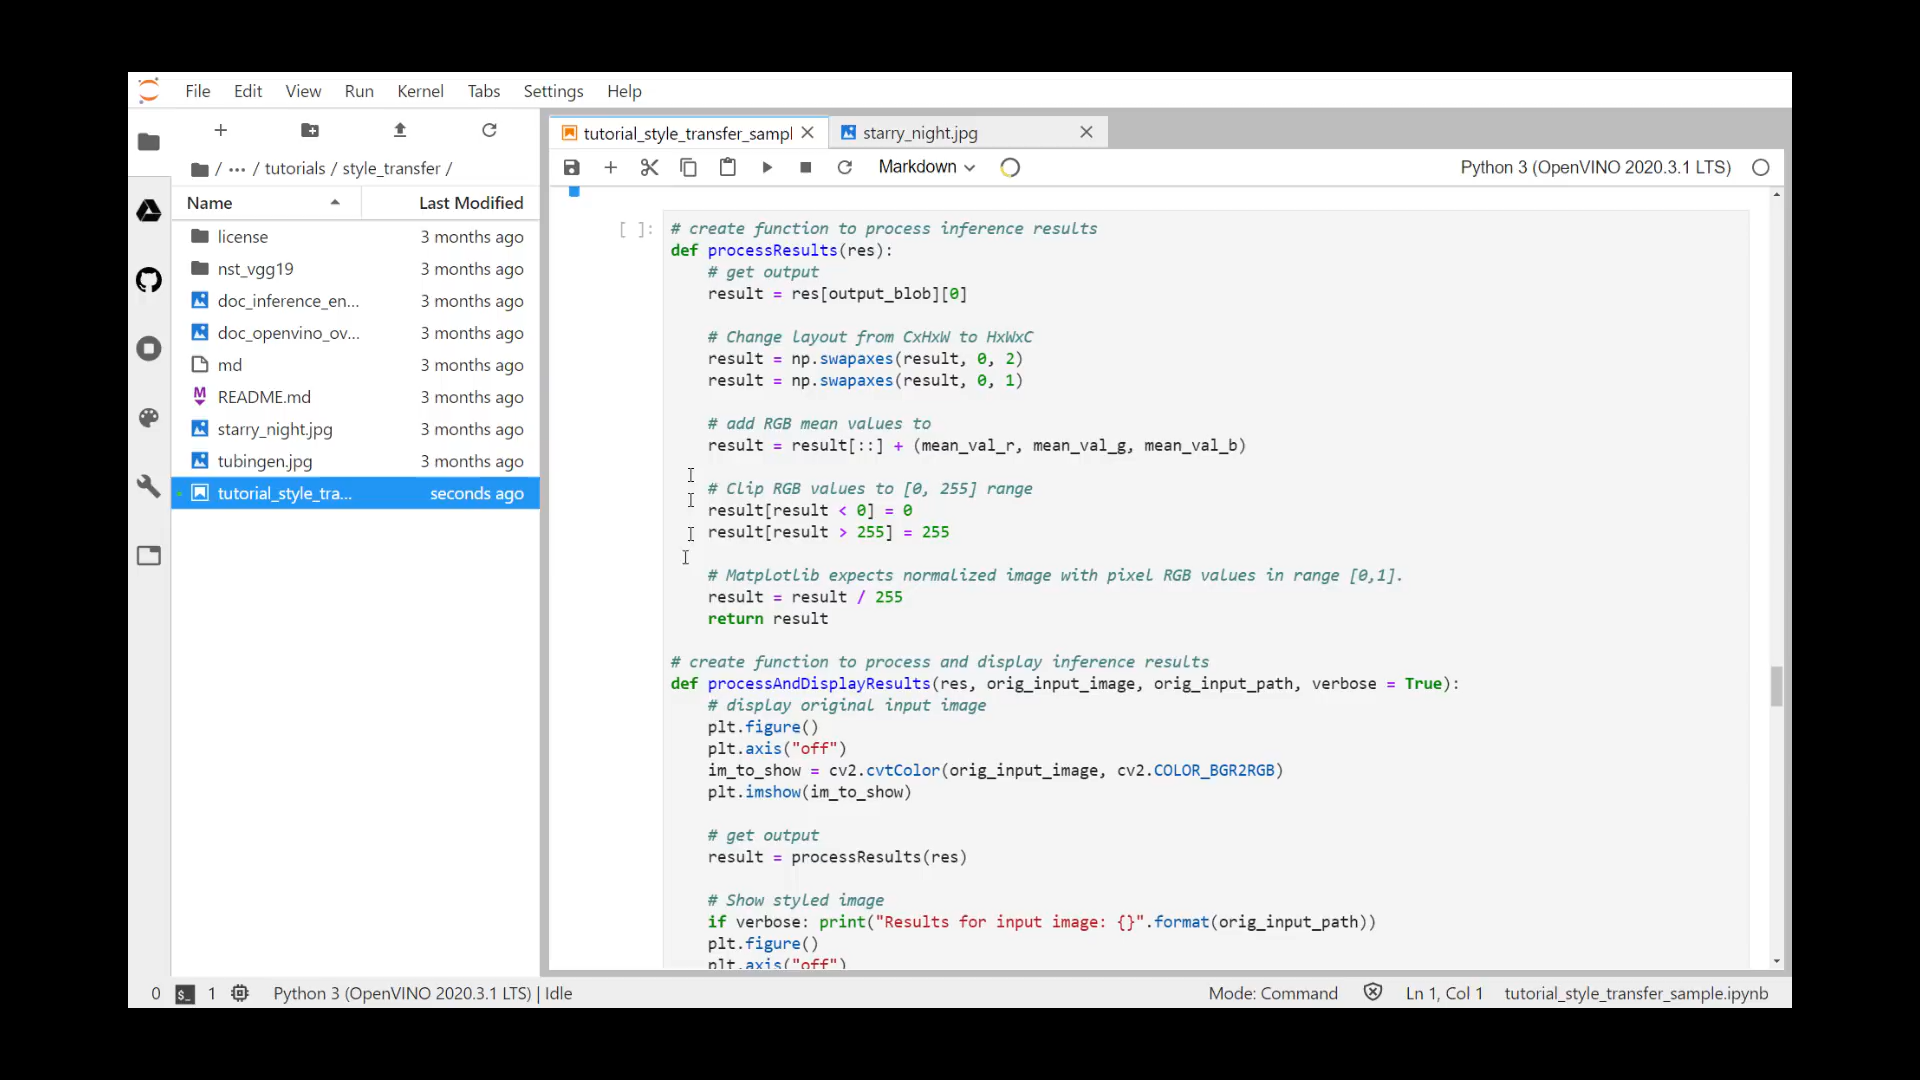 File Edit View Run Kernel Tabs Settings Help
/ ··· / tutorials / style_transfer /
Name Last Modified
license 3 months ago
nst_vgg19 3 months ago
doc_inference_en... 3 months ago
doc_openvino_ov... 3 months ago
md 3 months ago
README.md 3 months ago
starry_night.jpg 3 months ago
tubingen.jpg 3 months ago
tutorial_style_tra... seconds ago
tutorial_style_transfer_sampl starry_night.jpg
Markdown Python 3 (OpenVINO 2020.3.1 LTS)
[ ]: # create function to process inference results
def processResults(res):
# get output
result = res[output_blob][0]
# Change layout from CxHxW to HxWxC
result = np.swapaxes(result, 0, 2)
result = np.swapaxes(result, 0, 1)
# add RGB mean values to
result = result[::] + (mean_val_r, mean_val_g, mean_val_b)
# Clip RGB values to [0, 255] range
result[result < 0] = 0
result[result > 255] = 255
# Matplotlib expects normalized image with pixel RGB values in range [0,1].
result = result / 255
return result
# create function to process and display inference results
def processAndDisplayResults(res, orig_input_image, orig_input_path, verbose = True):
# display original input image
plt.figure()
plt.axis("off")
im_to_show = cv2.cvtColor(orig_input_image, cv2.COLOR_BGR2RGB)
plt.imshow(im_to_show)
# get output
result = processResults(res)
# Show styled image
if verbose: print("Results for input image: {}".format(orig_input_path))
plt.figure()
plt.axis("off")
0 $_ 1 Python 3 (OpenVINO 2020.3.1 LTS) | Idle Mode: Command Ln 1, Col 1 tutorial_style_transfer_sample.ipynb